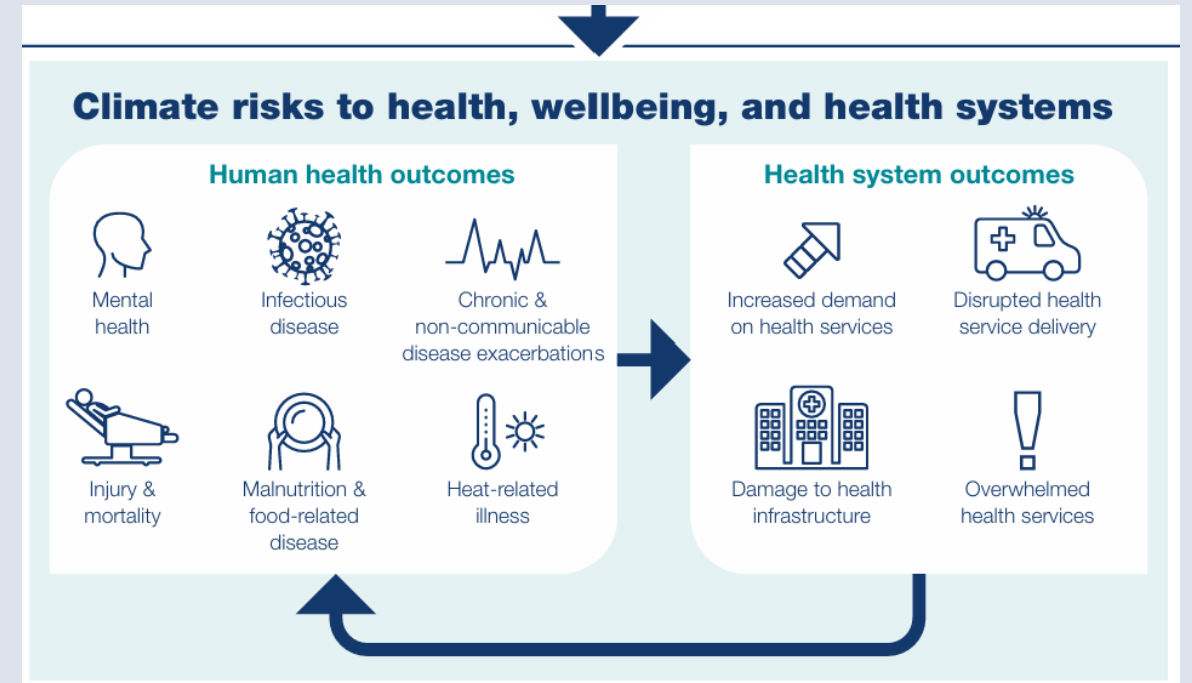 Climate risks to health, wellbeing, and health systems
Human health outcomes
Mental
health
Infectious
disease
Chronic &
non-communicable
disease exacerbations
Injury &
mortality
Malnutrition &
food-related
disease
Heat-related
illness
Health system outcomes
Increased demand
on health services
Disrupted health
service delivery
Damage to health
infrastructure
Overwhelmed
health services